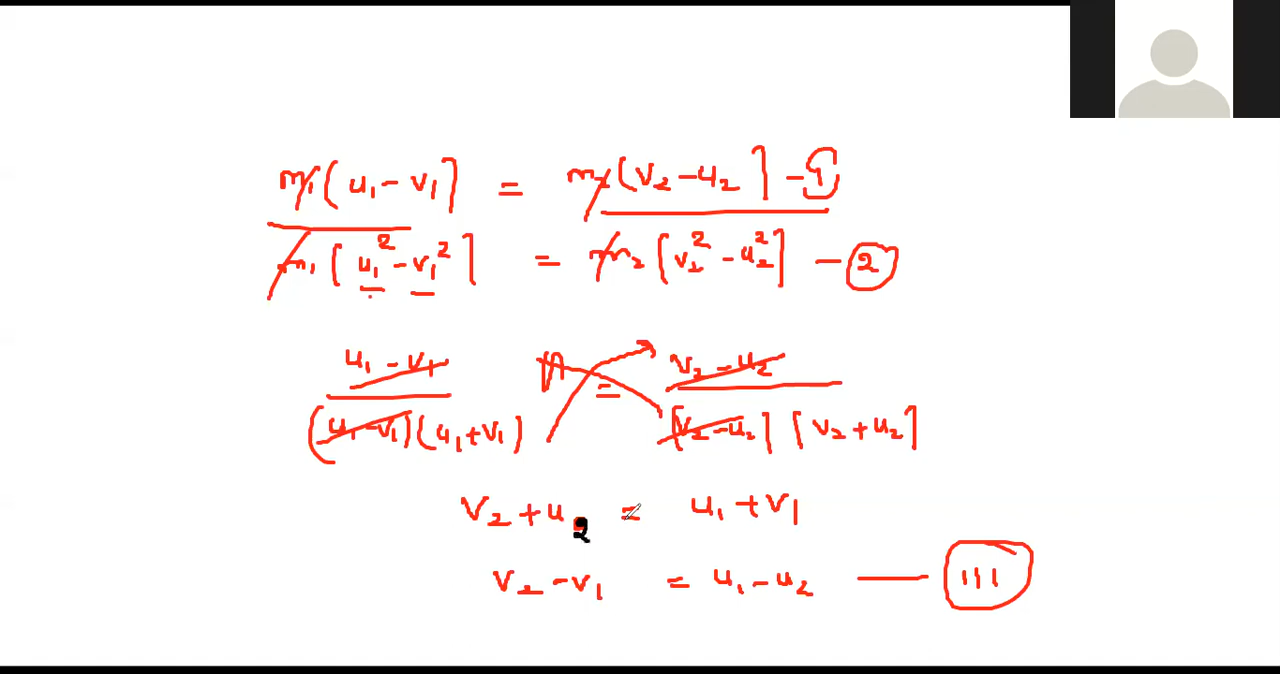 m₁(u₁ - v₁] = m₂(v₂ - u₂] - 1
m₁[u₁² - v₁²] = m₂[v₂² - u₂²] - 2
u₁ - v₁ = v₂ - u₂
(u₁ - v₁)(u₁ + v₁) [v₂ - u₂] [v₂ + u₂]
v₂ + u₂ = u₁ + v₁
v₂ - v₁ = u₁ - u₂ — III